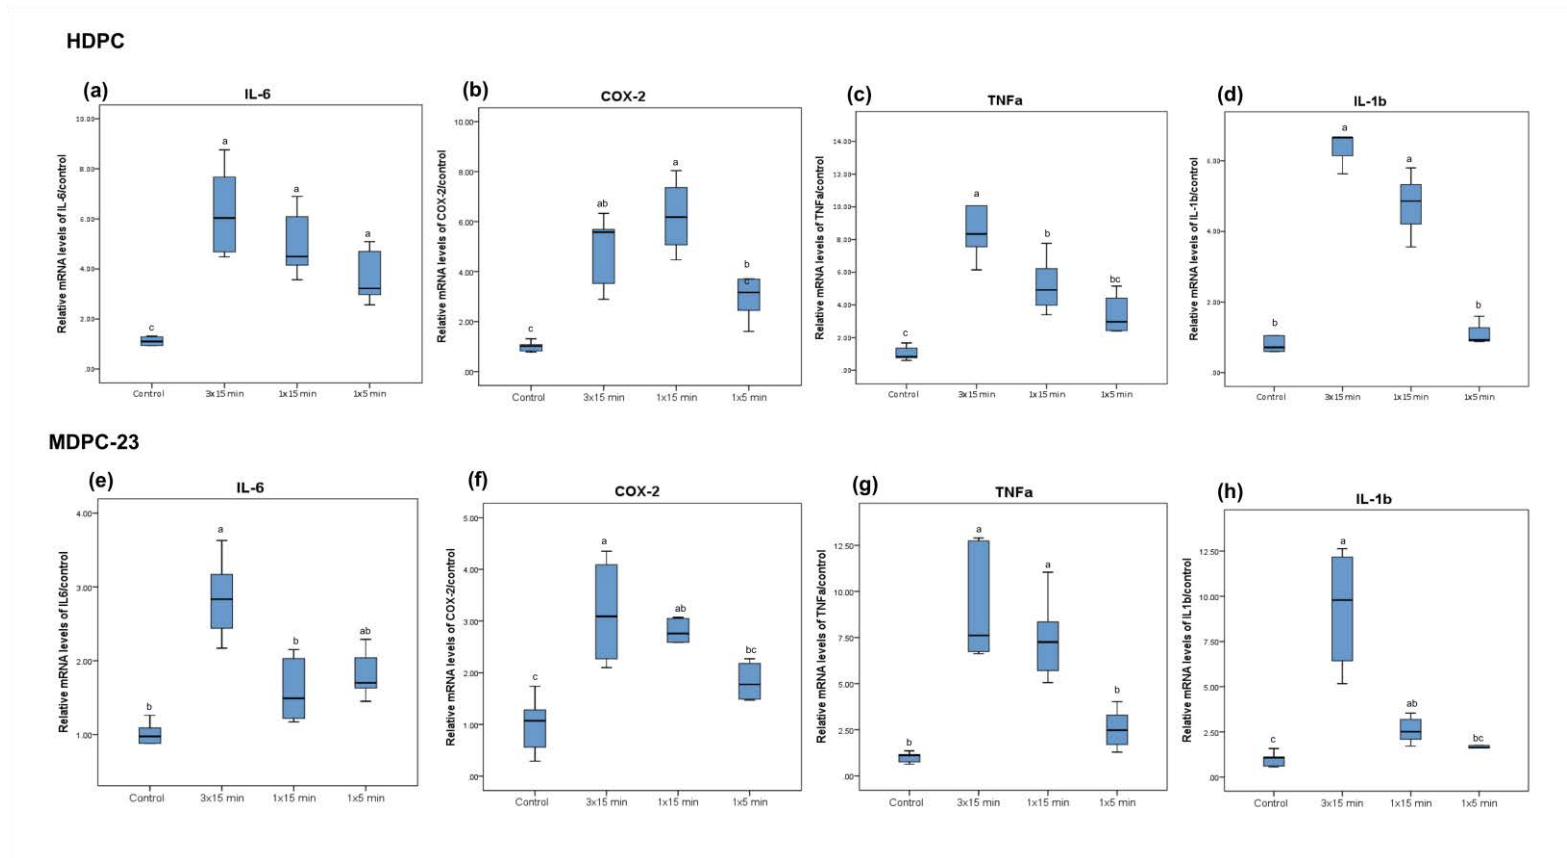 HDPC
(a)
IL-6
Relative mRNA levels of IL-6/control
10.00
8.00
6.00
4.00
2.00
.00
c
a
a
a
Control
3x15 min
1x15 min
1x5 min
(b)
COX-2
Relative mRNA levels of COX-2/control
10.00
8.00
6.00
4.00
2.00
.00
c
ab
a
b
c
Control
3x15 min
1x15 min
1x5 min
(c)
TNFa
Relative mRNA levels of TNFa/control
14.00
12.00
10.00
8.00
6.00
4.00
2.00
.00
c
a
b
bc
Control
3x15 min
1x15 min
1x5 min
(d)
IL-1b
Relative mRNA levels of IL-1b/control
6.00
4.00
2.00
.00
b
a
a
b
Control
3x15 min
1x15 min
1x5 min
MDPC-23
(e)
IL-6
Relative mRNA levels of IL6/control
4.00
3.00
2.00
1.00
b
a
b
ab
Control
3x15 min
1x15 min
1x5 min
(f)
COX-2
Relative mRNA levels of COX-2/control
5.00
4.00
3.00
2.00
1.00
.00
c
a
ab
bc
Control
3x15 min
1x15 min
1x5 min
(g)
TNFa
Relative mRNA levels of TNFa/control
12.50
10.00
7.50
5.00
2.50
.00
b
a
a
b
Control
3x15 min
1x15 min
1x5 min
(h)
IL-1b
Relative mRNA levels of IL1b/control
12.50
10.00
7.50
5.00
2.50
.00
c
a
ab
bc
Control
3x15 min
1x15 min
1x5 min